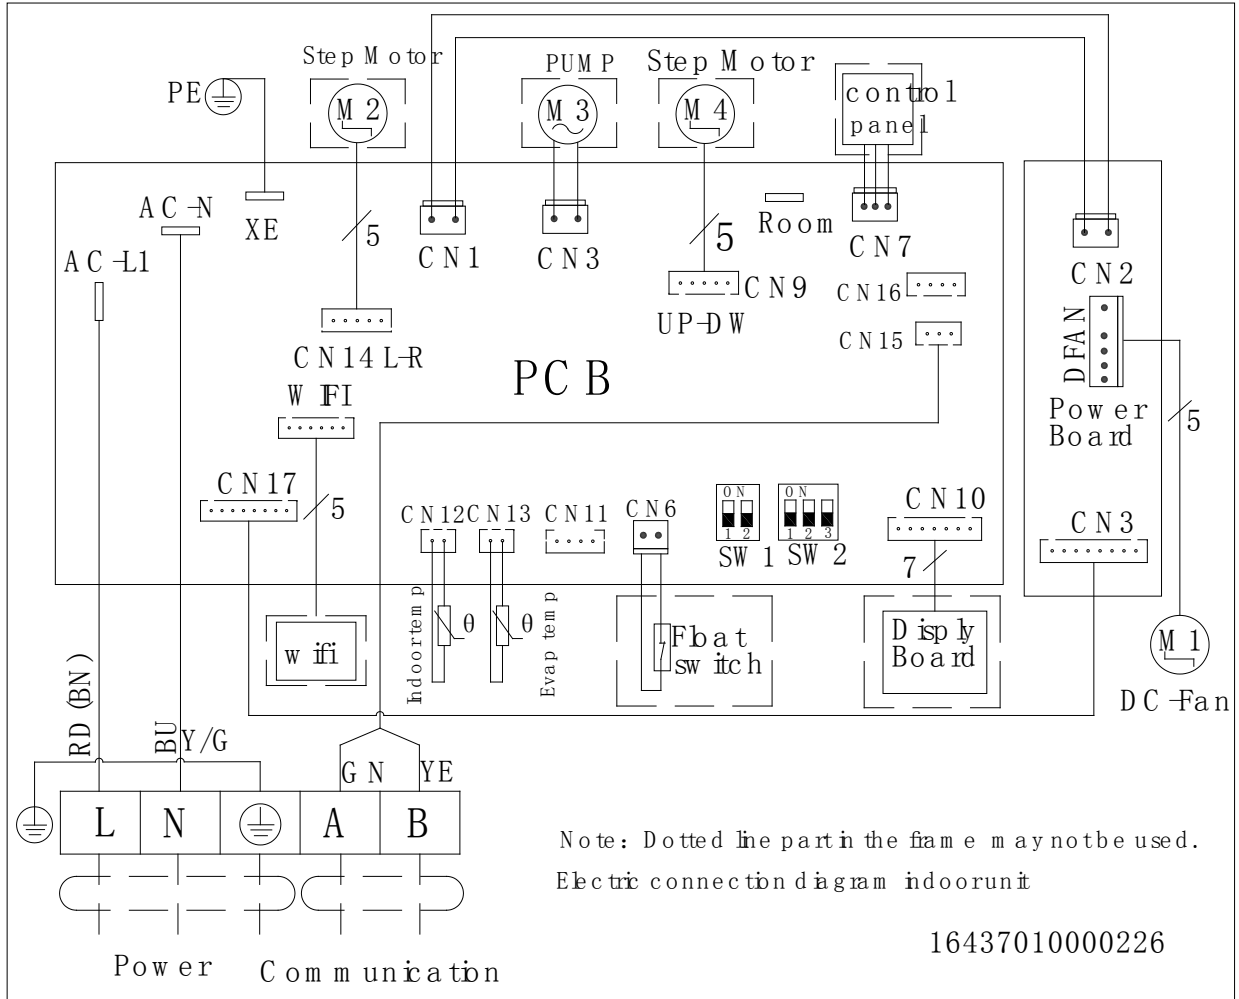 Step Motor
PUMP
Step Motor
PE
M2
M3
M4
control
panel
AC-N
XE
5
CN1
CN3
5
Room
CN7
AC-L1
CN9
UP-DW
CN16
CN15
CN2
CN14 L-R
WIFI
PCB
DFAN
Power
Board
5
CN17
5
CN12
CN13
CN11
CN6
ON
1 2
SW1
ON
1 2 3
SW2
CN10
7
CN3
Indoor temp
θ
θ
Evap temp
Float
switch
Disply
Board
M1
DC-Fan
wifi
RD(BN)
BU
Y/G
GN
YE
L
N
A
B
Note: Dotted line part in the frame may not be used.
Electric connection diagram indoor unit
16437010000226
Power
Communication